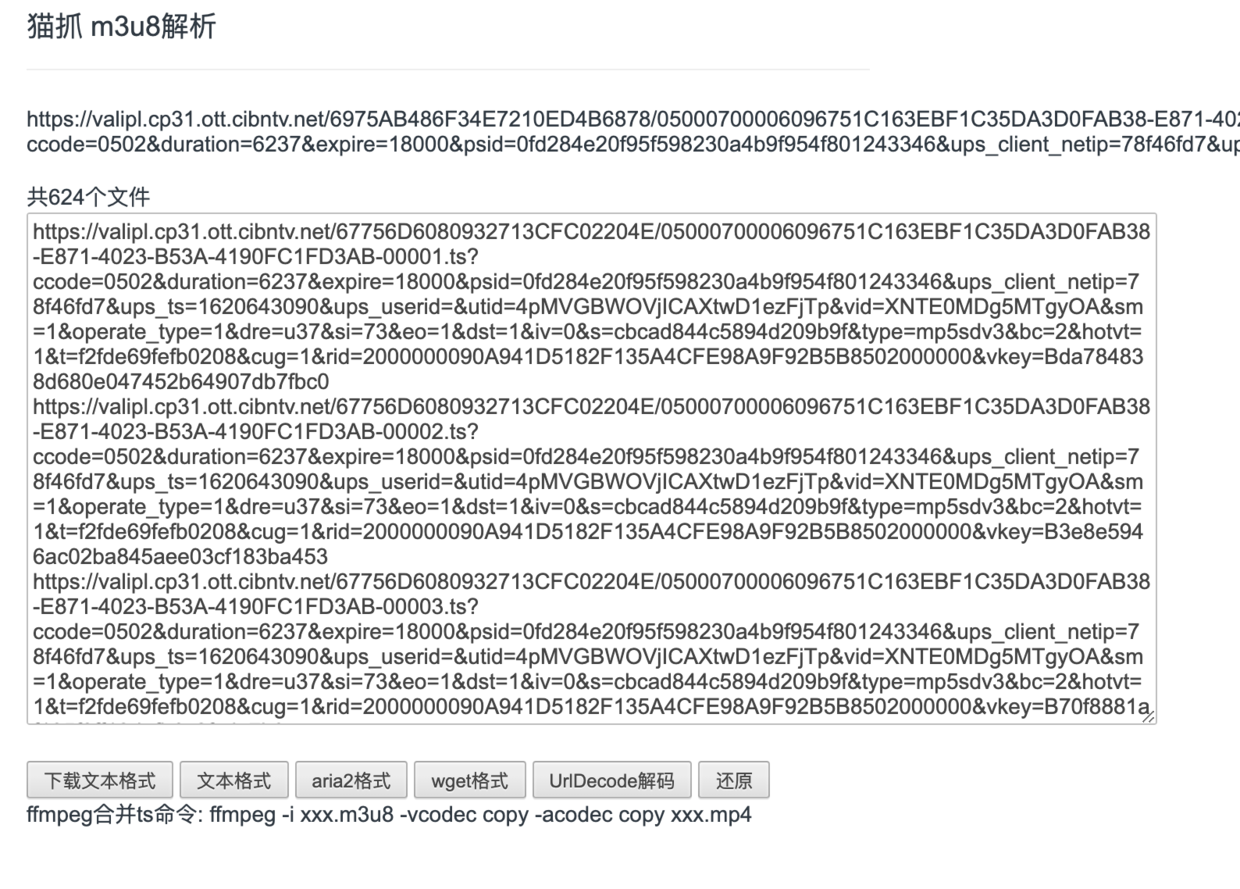 猫抓 m3u8解析
https://valipl.cp31.ott.cibntv.net/6975AB486F34E7210ED4B6878/05000700006096751C163EBF1C35DA3D0FAB38-E871-402
ccode=0502&duration=6237&expire=18000&psid=0fd284e20f95f598230a4b9f954f801243346&ups_client_netip=78f46fd7&up
共624个文件
https://valipl.cp31.ott.cibntv.net/67756D6080932713CFC02204E/05000700006096751C163EBF1C35DA3D0FAB38
-E871-4023-B53A-4190FC1FD3AB-00001.ts?
ccode=0502&duration=6237&expire=18000&psid=0fd284e20f95f598230a4b9f954f801243346&ups_client_netip=7
8f46fd7&ups_ts=1620643090&ups_userid=&utid=4pMVGBWOVjICAXtwD1ezFjTp&vid=XNTE0MDg5MTgyOA&sm
=1&operate_type=1&dre=u37&si=73&eo=1&dst=1&iv=0&s=cbcad844c5894d209b9f&type=mp5sdv3&bc=2&hotvt=
1&t=f2fde69fefb0208&cug=1&rid=2000000090A941D5182F135A4CFE98A9F92B5B8502000000&vkey=Bda78483
8d680e047452b64907db7fbc0
https://valipl.cp31.ott.cibntv.net/67756D6080932713CFC02204E/05000700006096751C163EBF1C35DA3D0FAB38
-E871-4023-B53A-4190FC1FD3AB-00002.ts?
ccode=0502&duration=6237&expire=18000&psid=0fd284e20f95f598230a4b9f954f801243346&ups_client_netip=7
8f46fd7&ups_ts=1620643090&ups_userid=&utid=4pMVGBWOVjICAXtwD1ezFjTp&vid=XNTE0MDg5MTgyOA&sm
=1&operate_type=1&dre=u37&si=73&eo=1&dst=1&iv=0&s=cbcad844c5894d209b9f&type=mp5sdv3&bc=2&hotvt=
1&t=f2fde69fefb0208&cug=1&rid=2000000090A941D5182F135A4CFE98A9F92B5B8502000000&vkey=B3e8e594
6ac02ba845aee03cf183ba453
https://valipl.cp31.ott.cibntv.net/67756D6080932713CFC02204E/05000700006096751C163EBF1C35DA3D0FAB38
-E871-4023-B53A-4190FC1FD3AB-00003.ts?
ccode=0502&duration=6237&expire=18000&psid=0fd284e20f95f598230a4b9f954f801243346&ups_client_netip=7
8f46fd7&ups_ts=1620643090&ups_userid=&utid=4pMVGBWOVjICAXtwD1ezFjTp&vid=XNTE0MDg5MTgyOA&sm
=1&operate_type=1&dre=u37&si=73&eo=1&dst=1&iv=0&s=cbcad844c5894d209b9f&type=mp5sdv3&bc=2&hotvt=
1&t=f2fde69fefb0208&cug=1&rid=2000000090A941D5182F135A4CFE98A9F92B5B8502000000&vkey=B70f8881a
下载文本格式 文本格式 aria2格式 wget格式 UrlDecode解码 还原
ffmpeg合并ts命令: ffmpeg -i xxx.m3u8 -vcodec copy -acodec copy xxx.mp4